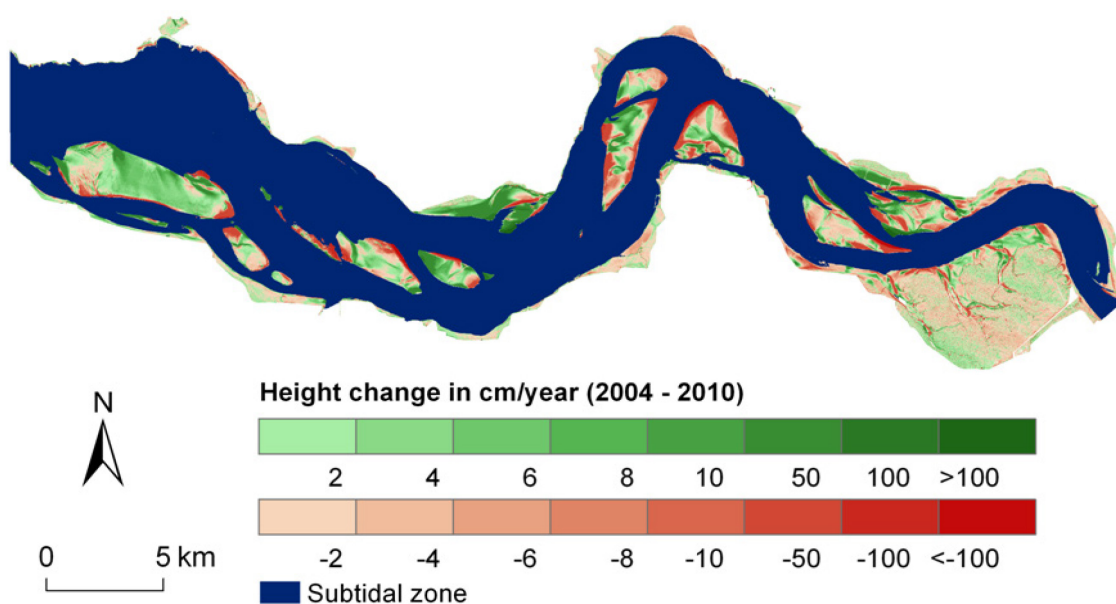 Height change in cm/year (2004 - 2010)
N
2 4 6 8 10 50 100 >100
-2 -4 -6 -8 -10 -50 -100 <-100
0 5 km
Subtidal zone